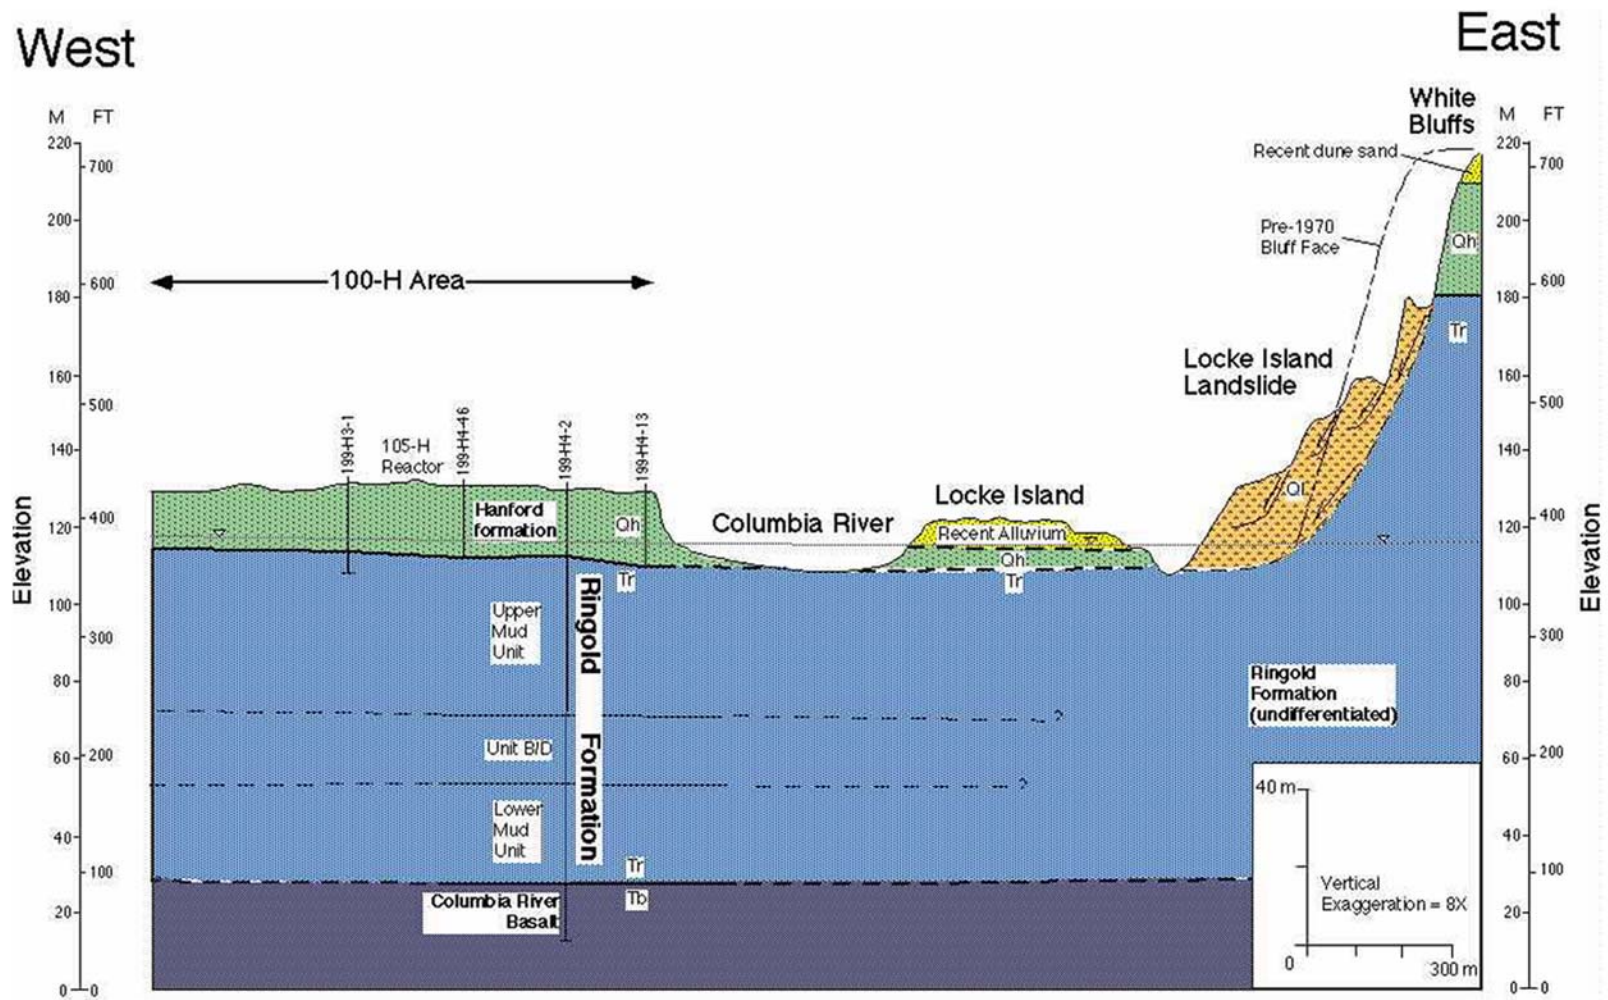 West
East
M FT
220
700
200
600
180
160
500
140
120
400
100
300
80
60
200
40
100
20
0 0
Elevation
100-H Area
199-H3-1
105-H
Reactor
199-H4-46
199-H4-2
199-H4-13
Hanford
formation
Qh
Columbia River
Locke Island
Recent Alluvium
Qh
Tr
Tr
Upper
Mud
Unit
Ringold Formation
Unit B/D
Lower
Mud
Unit
Tr
Tb
Columbia River
Basalt
White
Bluffs
Recent dune sand
Pre-1970
Bluff Face
Qh
Tr
Locke Island
Landslide
Ql
Ringold
Formation
(undifferentiated)
40 m
Vertical
Exaggeration = 8X
0
300 m
M FT
220
700
200
600
180
160
500
140
120
400
100
300
80
60
200
40
100
20
0 0
Elevation